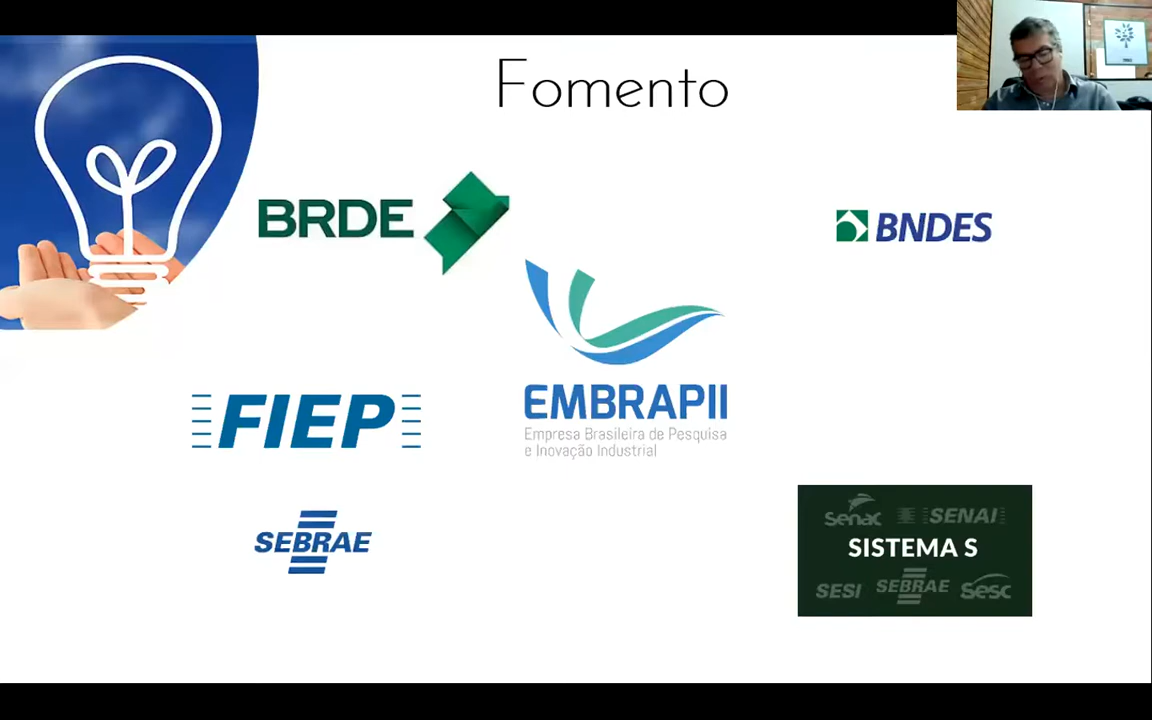 Fomento
BRDE
BNDES
EMBRAPII
Empresa Brasileira de Pesquisa
e Inovação Industrial
FIEP
SEBRAE
Senac
SENAI
SISTEMA S
SESI
SEBRAE
Sesc